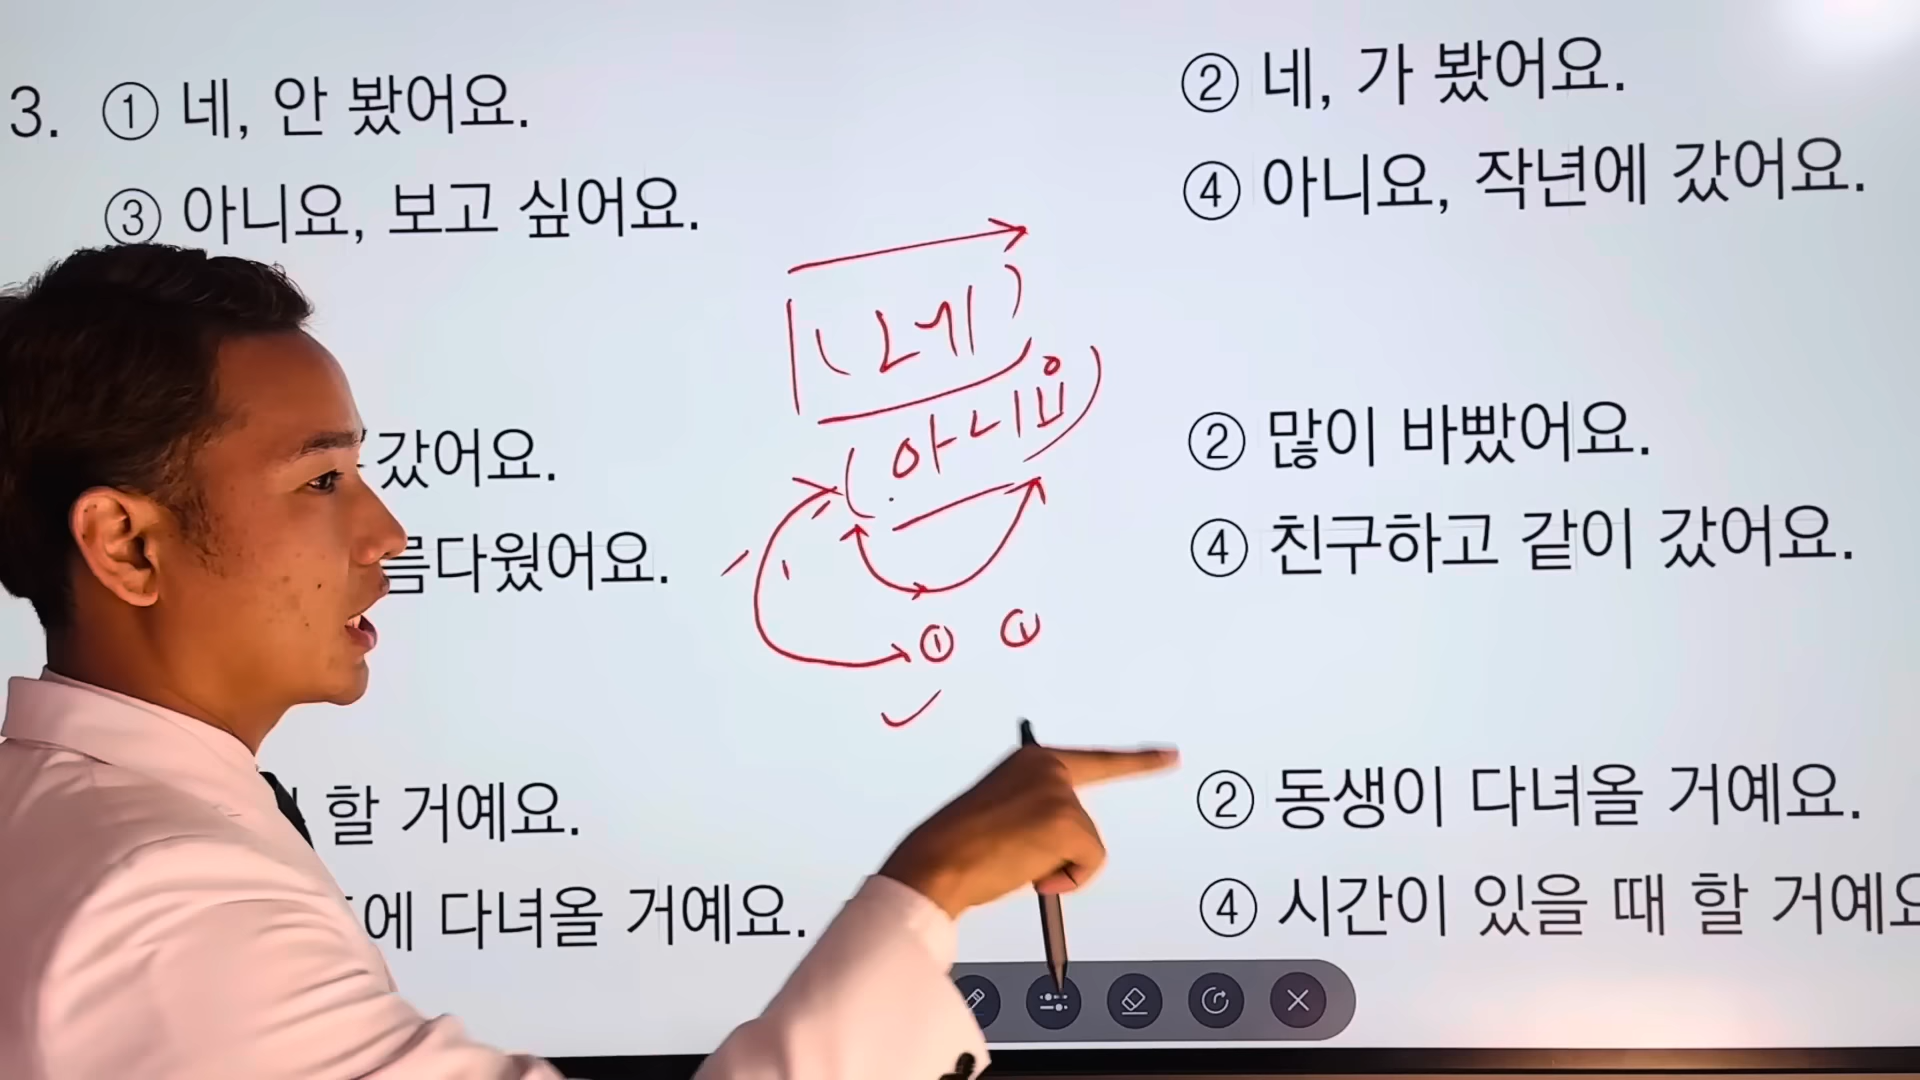 3. ① 네, 안 봤어요.
② 네, 가 봤어요.
③ 아니요, 보고 싶어요.
④ 아니요, 작년에 갔어요.
(네)
(아니요)
① ②
갔어요.
② 많이 바빴어요.
름다웠어요.
④ 친구하고 같이 갔어요.
할 거예요.
② 동생이 다녀올 거예요.
에 다녀올 거예요.
④ 시간이 있을 때 할 거예